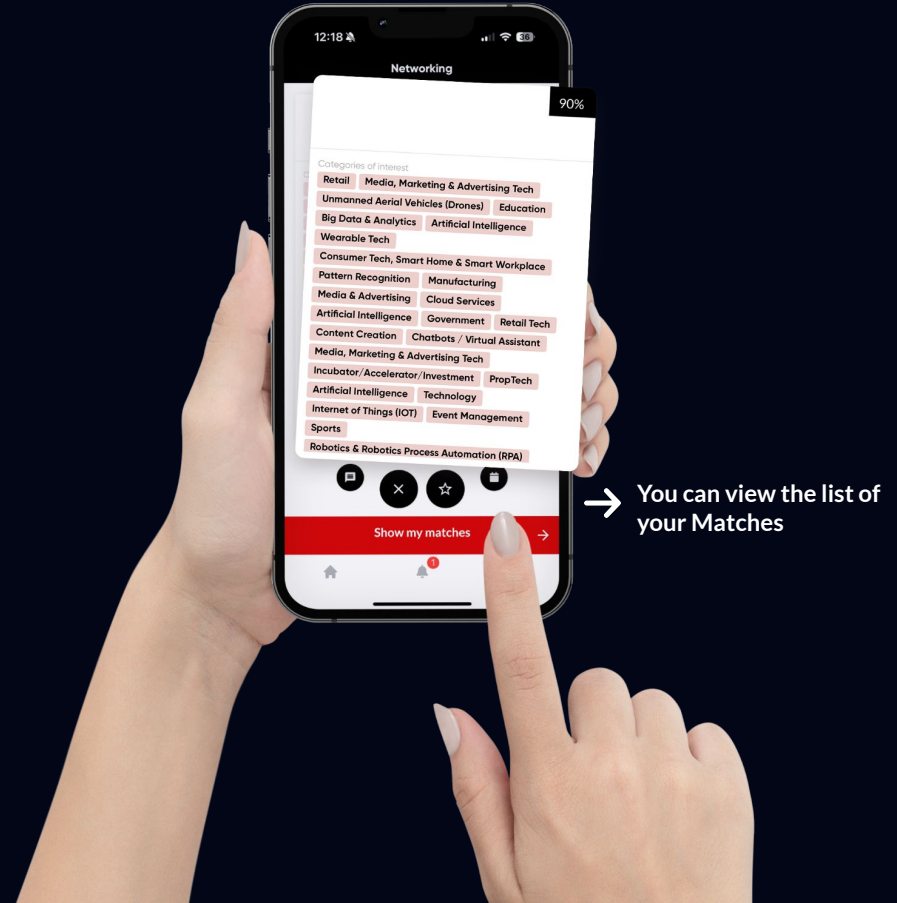 12:18
36
Networking
90%
Categories of interest
Retail Media, Marketing & Advertising Tech
Unmanned Aerial Vehicles (Drones) Education
Big Data & Analytics Artificial Intelligence
Wearable Tech
Consumer Tech, Smart Home & Smart Workplace
Pattern Recognition Manufacturing
Media & Advertising Cloud Services
Artificial Intelligence Government Retail Tech
Content Creation Chatbots / Virtual Assistant
Media, Marketing & Advertising Tech
Incubator/Accelerator/Investment PropTech
Artificial Intelligence Technology
Internet of Things (IOT) Event Management
Sports
Robotics & Robotics Process Automation (RPA)
You can view the list of
your Matches
Show my matches
1